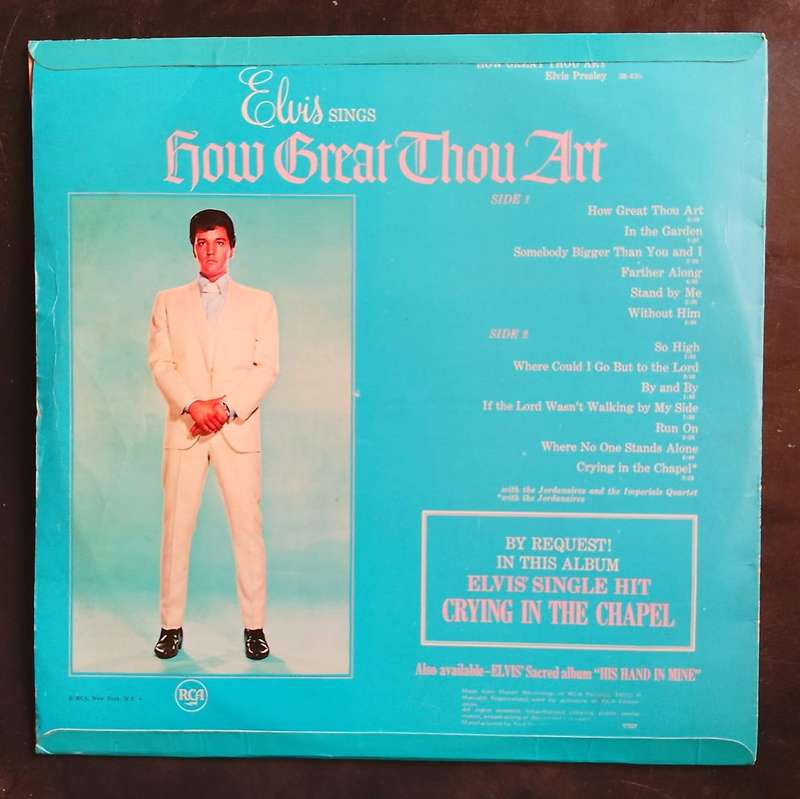 HOW GREAT THOU ART
Elvis Presley
Elvis SINGS
How Great Thou Art
SIDE 1
How Great Thou Art
In the Garden
Somebody Bigger Than You and I
Farther Along
Stand by Me
Without Him
SIDE 2
So High
Where Could I Go But to the Lord
By and By
If the Lord Wasn't Walking by My Side
Run On
Where No One Stands Alone
Crying in the Chapel*
with the Jordanaires and the Imperials Quartet
*with the Jordanaires
BY REQUEST!
IN THIS ALBUM
ELVIS' SINGLE HIT
CRYING IN THE CHAPEL
Also available—ELVIS' Sacred album "HIS HAND IN MINE"
RCA, New York, N.Y.
RCA